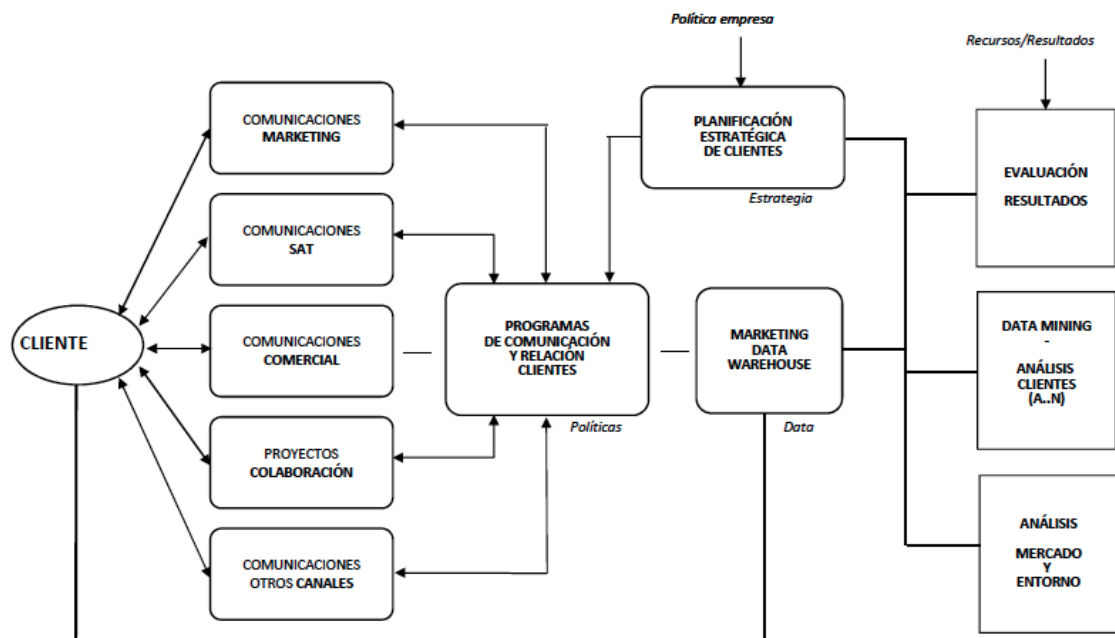 Política empresa
Recursos/Resultados
COMUNICACIONES
MARKETING
PLANIFICACIÓN
ESTRATÉGICA
DE CLIENTES
Estrategia
EVALUACIÓN
RESULTADOS
COMUNICACIONES
SAT
CLIENTE
COMUNICACIONES
COMERCIAL
PROGRAMAS
DE COMUNICACIÓN
Y RELACIÓN
CLIENTES
Políticas
MARKETING
DATA
WAREHOUSE
Data
DATA MINING
-
ANÁLISIS
CLIENTES
(A..N)
PROYECTOS
COLABORACIÓN
COMUNICACIONES
OTROS CANALES
ANÁLISIS
MERCADO
Y
ENTORNO